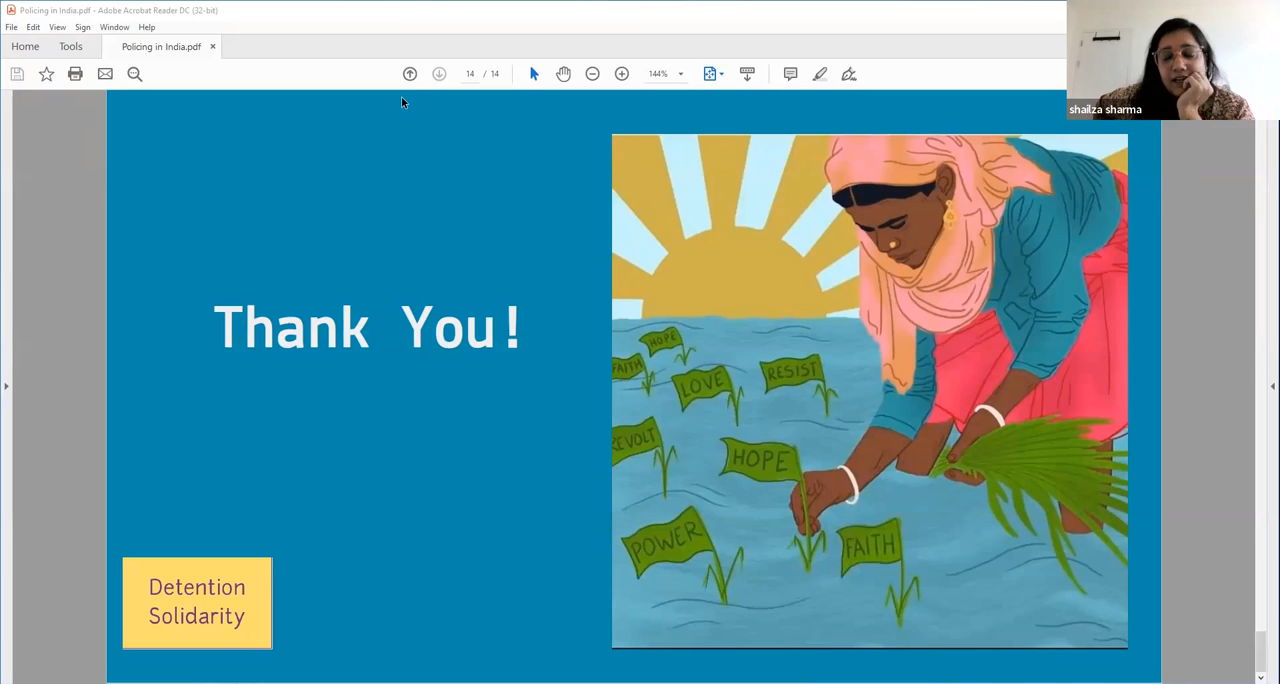 Policing in India.pdf - Adobe Acrobat Reader DC (32-bit)
File Edit View Sign Window Help
Home Tools Policing in India.pdf ×
14 / 14 144%
shailza sharma
Thank You!
HOPE
FAITH
LOVE
RESIST
REVOLT
HOPE
POWER
FAITH
Detention
Solidarity